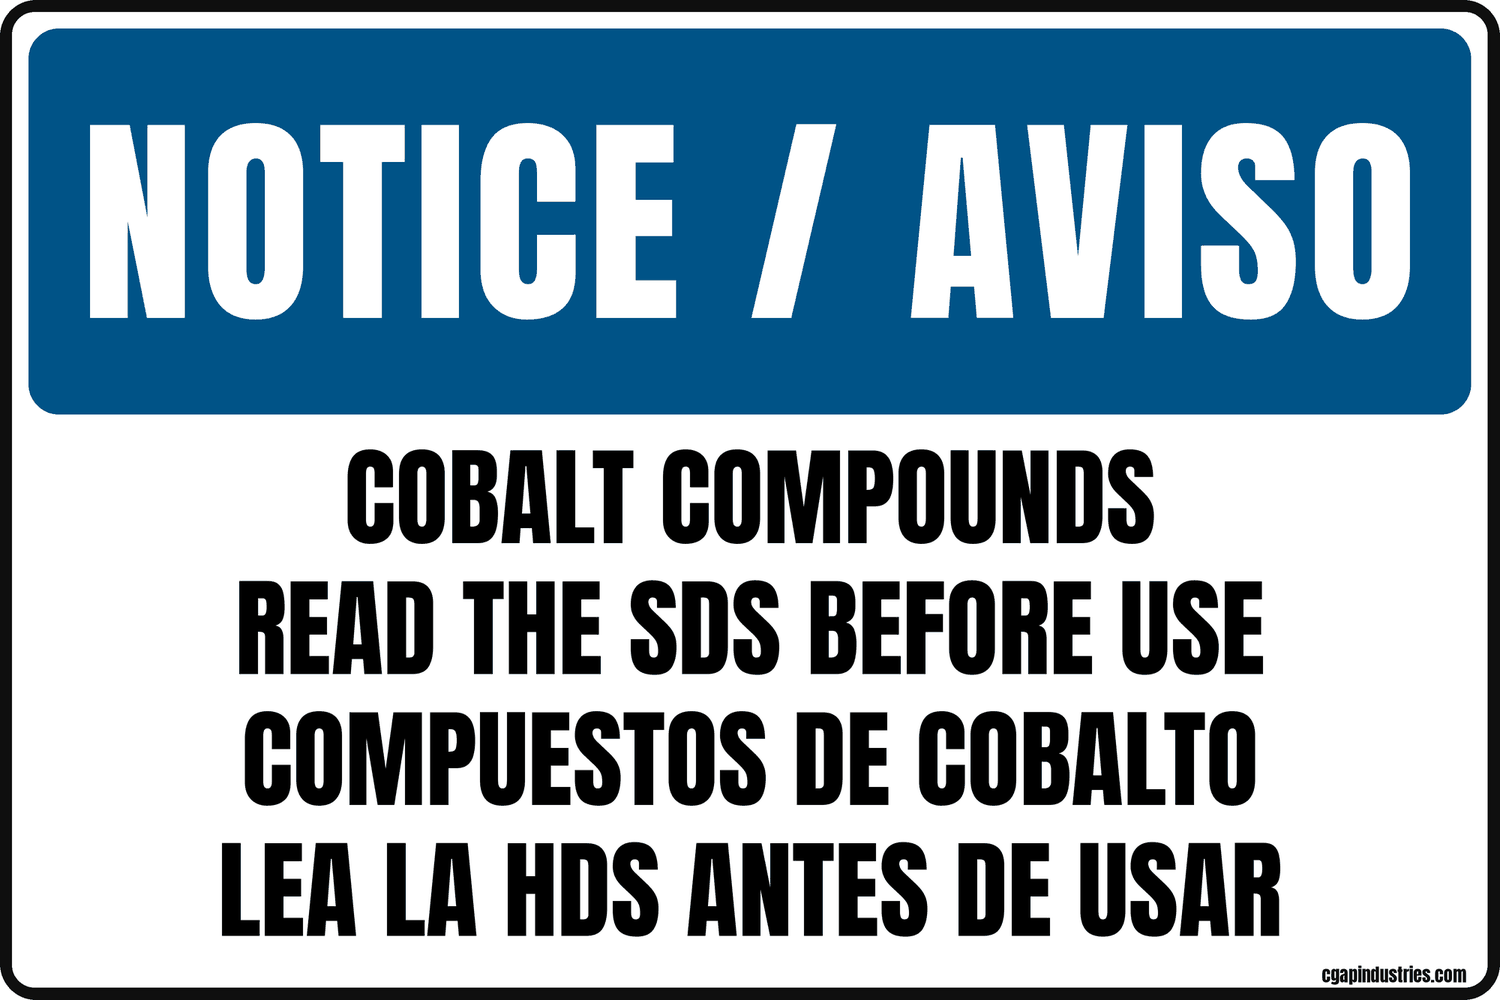 NOTICE / AVISO
COBALT COMPOUNDS
READ THE SDS BEFORE USE
COMPUESTOS DE COBALTO
LEA LA HDS ANTES DE USAR
cgapindustries.com